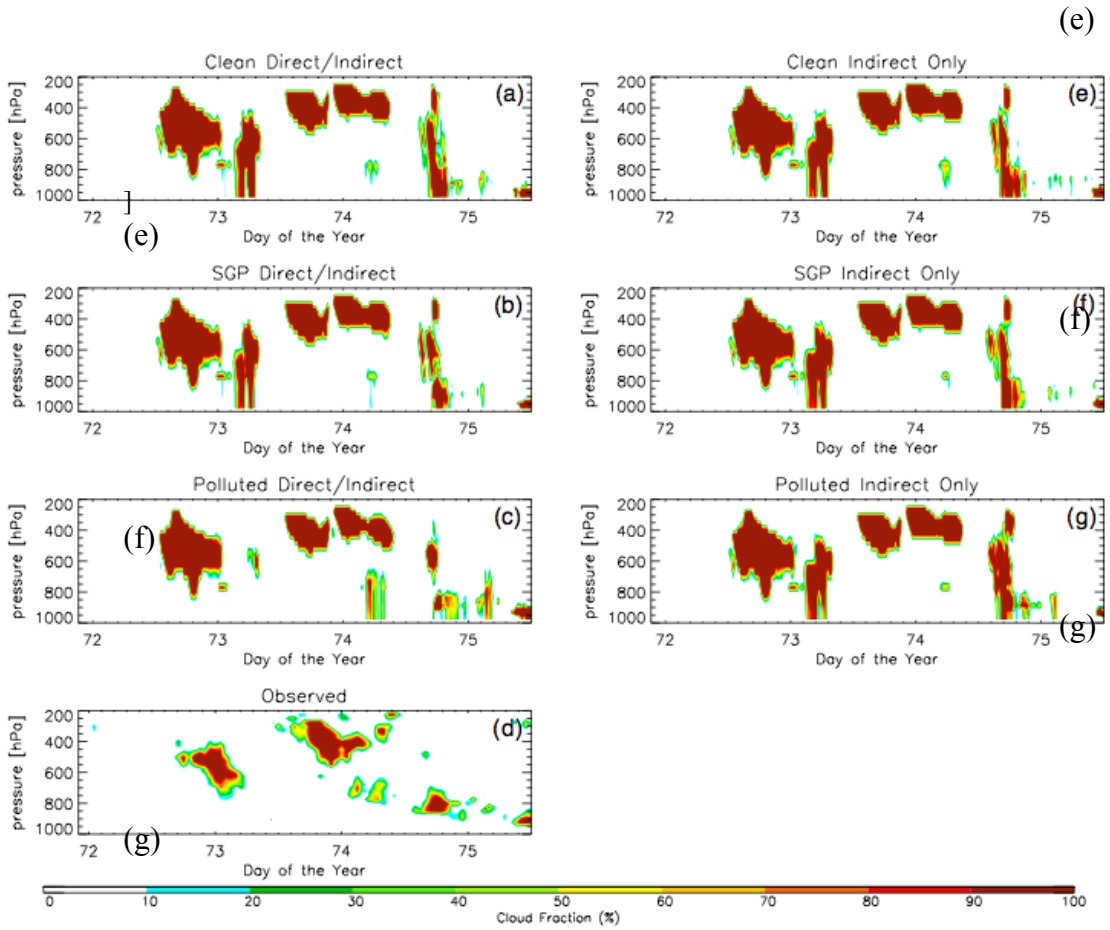 (e)
Clean Direct/Indirect
(a)
pressure [hPa]
200
400
600
800
1000
72 73 74 75
Day of the Year
]
(e)
Clean Indirect Only
(e)
pressure [hPa]
200
400
600
800
1000
72 73 74 75
Day of the Year
SGP Direct/Indirect
(b)
pressure [hPa]
200
400
600
800
1000
72 73 74 75
Day of the Year
SGP Indirect Only
(f)
(f)
pressure [hPa]
200
400
600
800
1000
72 73 74 75
Day of the Year
Polluted Direct/Indirect
(c)
(f)
pressure [hPa]
200
400
600
800
1000
72 73 74 75
Day of the Year
Polluted Indirect Only
(g)
pressure [hPa]
200
400
600
800
1000
(g)
72 73 74 75
Day of the Year
Observed
(d)
pressure [hPa]
200
400
600
800
1000
(g)
72 73 74 75
Day of the Year
0 10 20 30 40 50 60 70 80 90 100
Cloud Fraction (%)